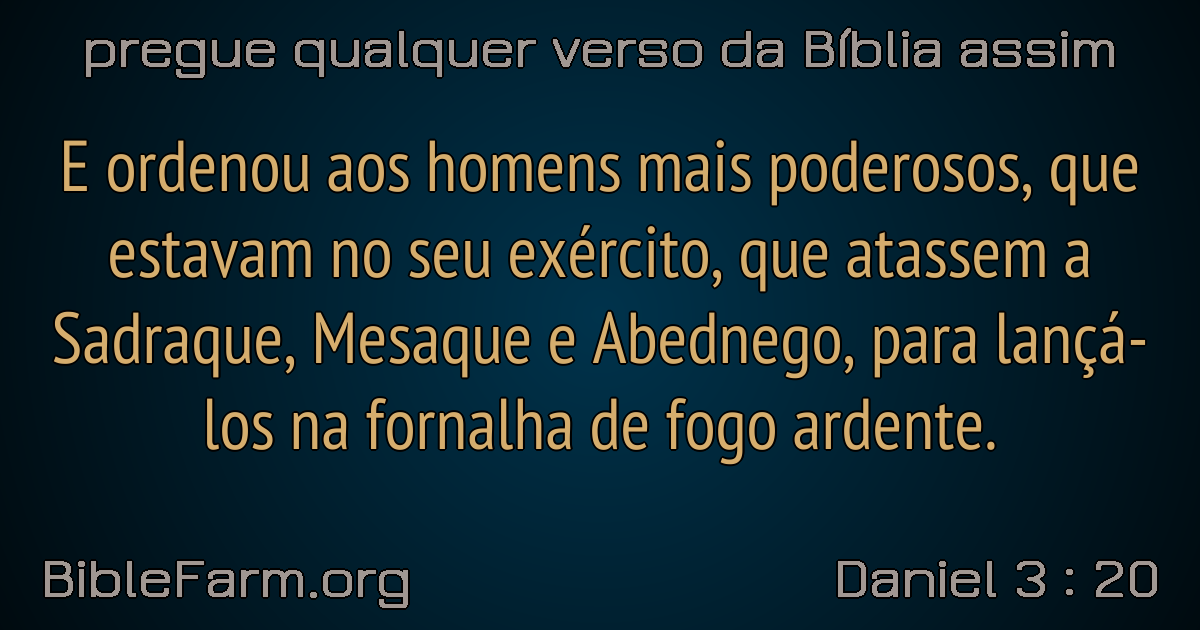 pregue qualquer verso da Bíblia assim
E ordenou aos homens mais poderosos, que
estavam no seu exército, que atassem a
Sadraque, Mesaque e Abednego, para lançá-
los na fornalha de fogo ardente.
BibleFarm.org
Daniel 3 : 20